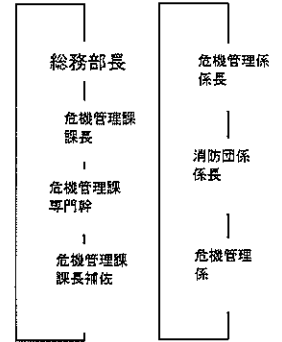 総務部長
危機管理課
課長
危機管理課
専門幹
危機管理課
課長補佐
危機管理係
係長
消防団係
係長
危機管理
係